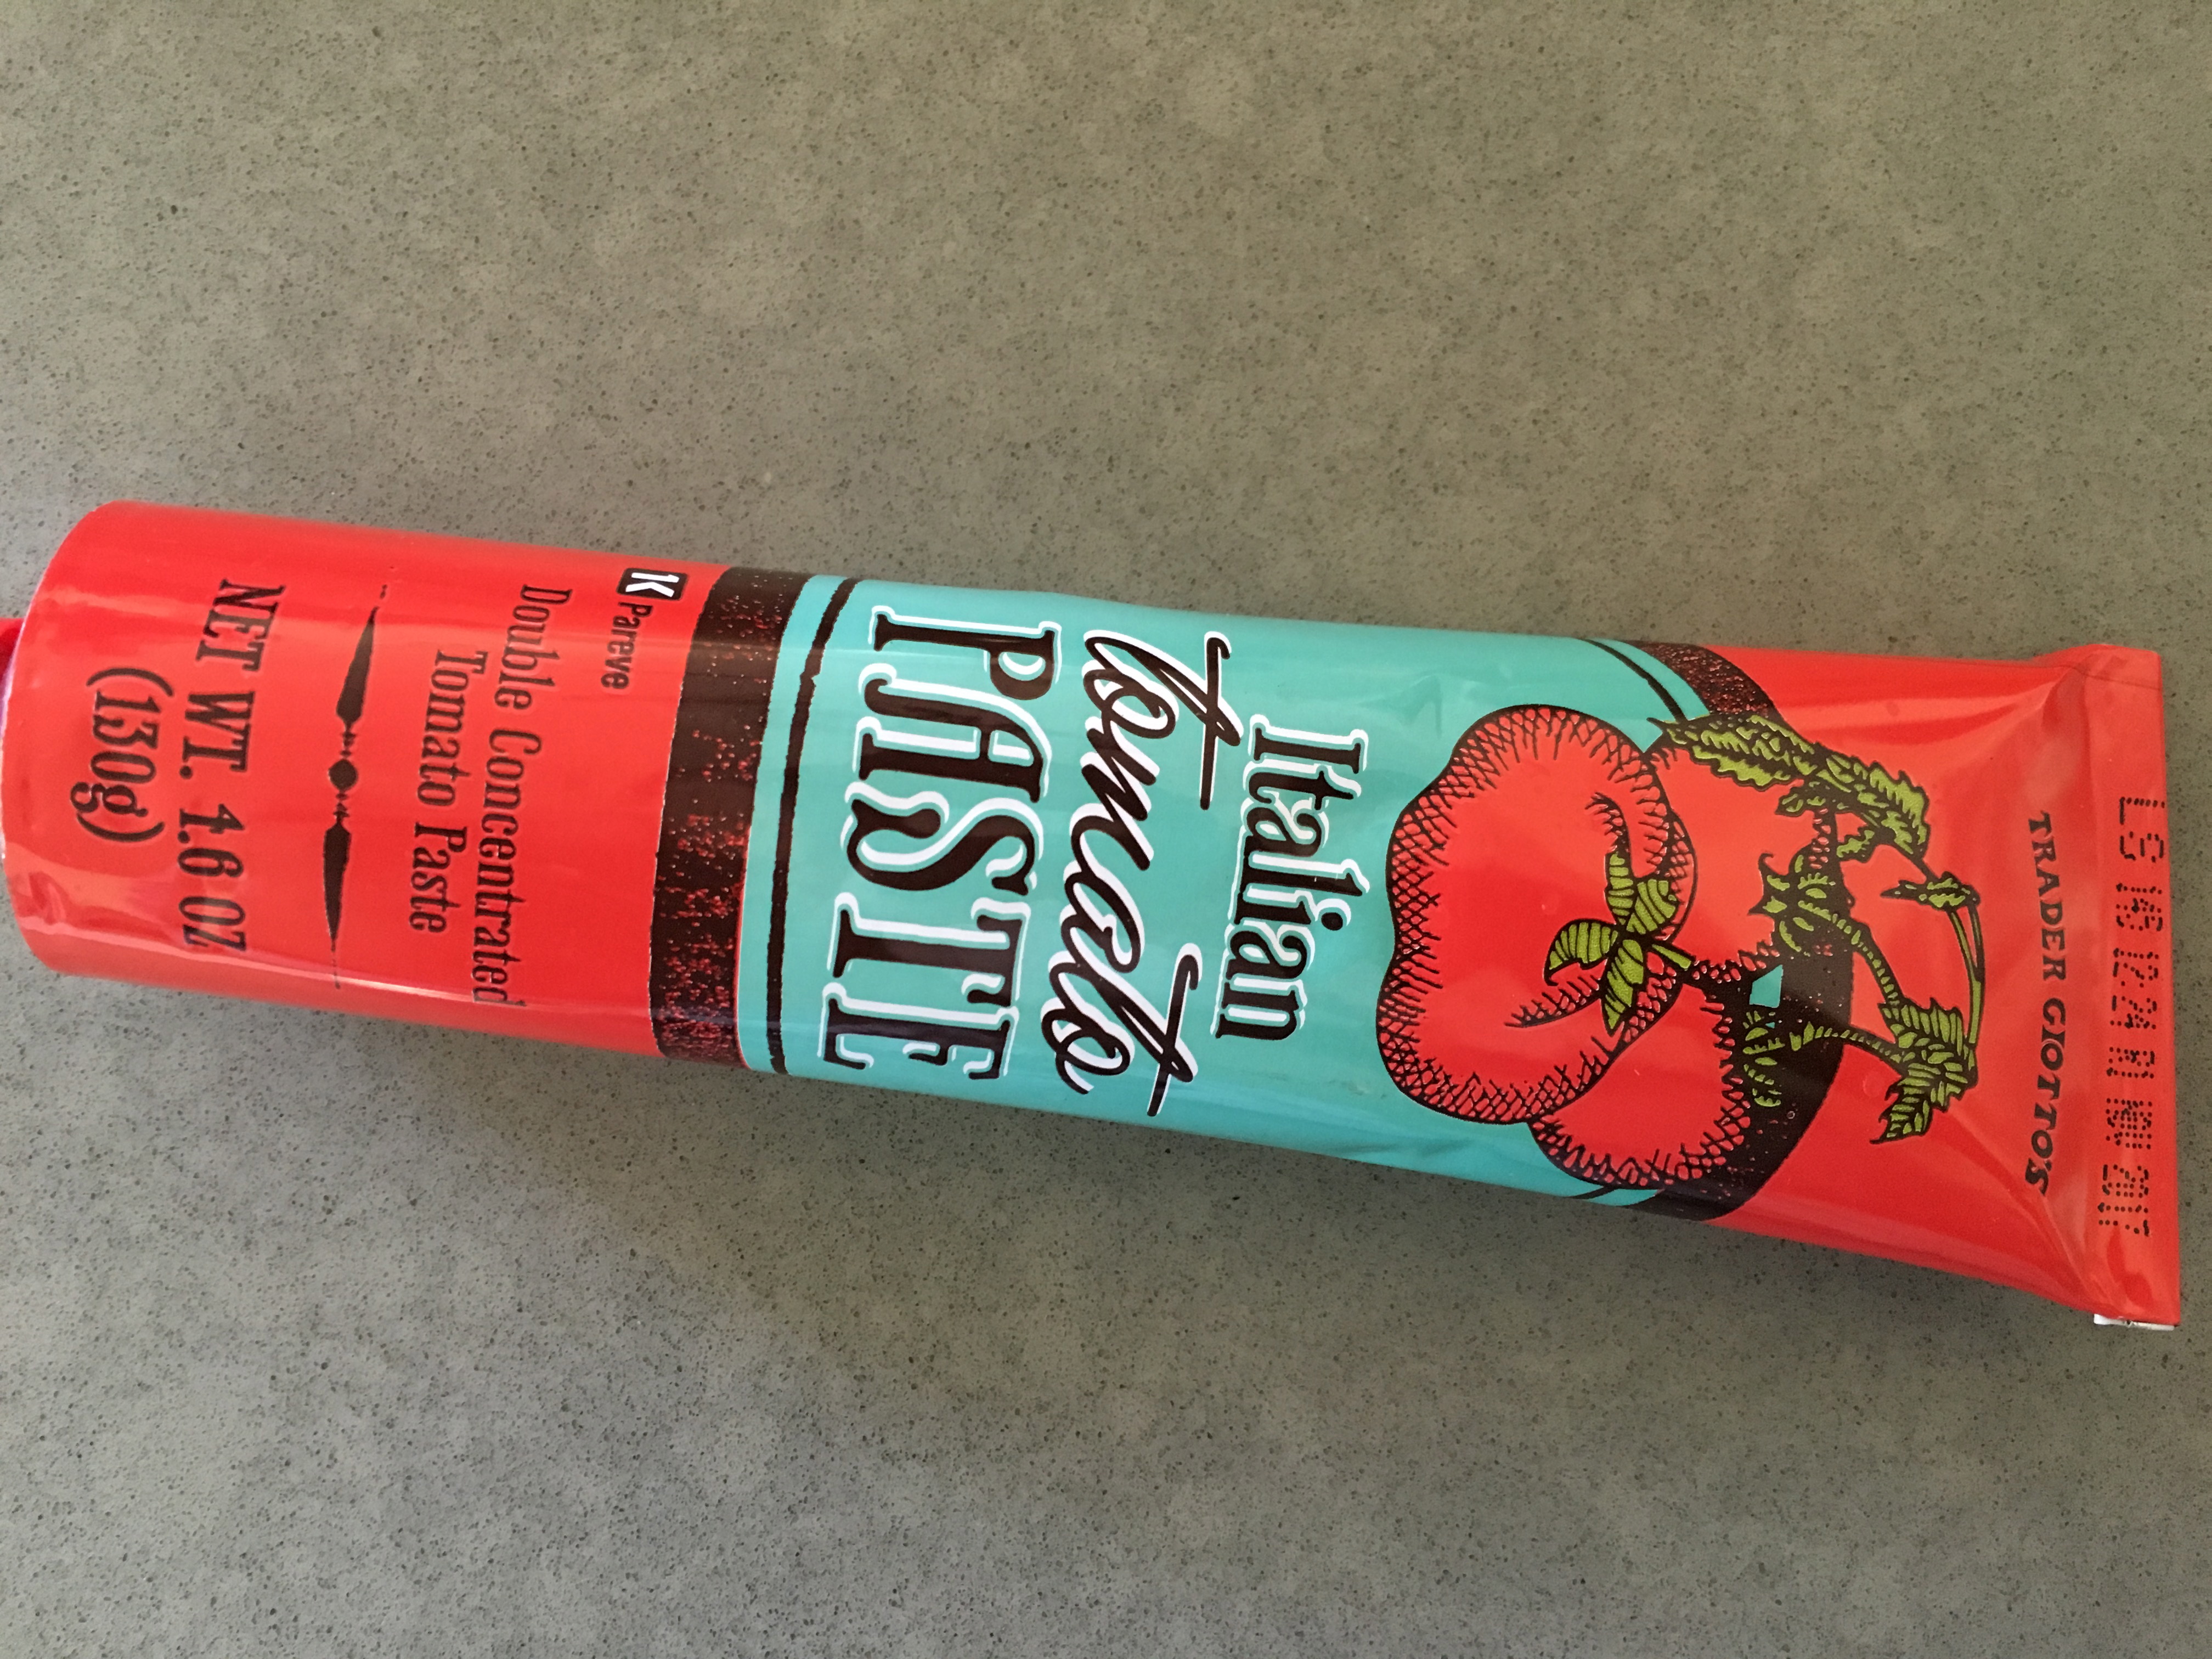 TRADER GIOTTO'S
Italian
tomato
PASTE
K Pareve
Double Concentrated
Tomato Paste
NET WT. 4.6 OZ
(130g)